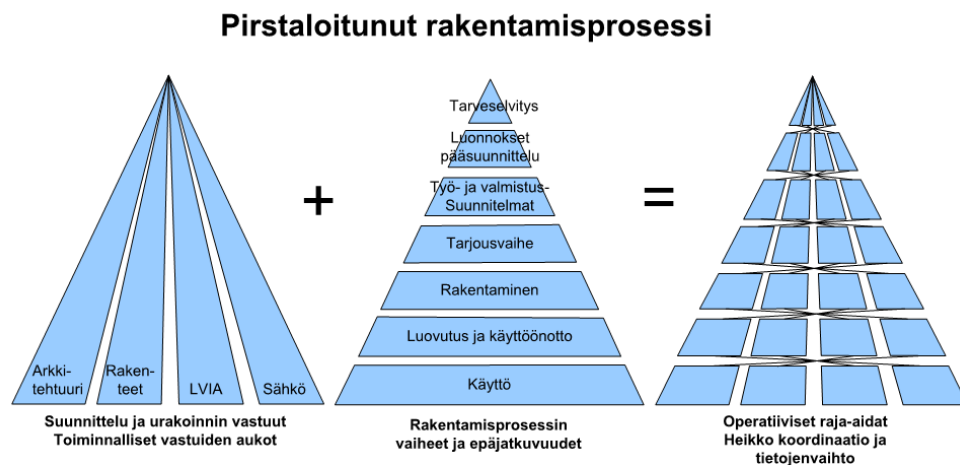 Pirstaloitunut rakentamisprosessi
Arkki-
tehtuuri
Raken-
teet
LVIA
Sähkö
Suunnittelu ja urakoinnin vastuut
Toiminnalliset vastuiden aukot
+
Tarveselvitys
Luonnokset
pääsuunnittelu
Työ- ja valmistus-
Suunnitelmat
Tarjousvaihe
Rakentaminen
Luovutus ja käyttöönotto
Käyttö
Rakentamisprosessin
vaiheet ja epäjatkuvuudet
=
Operatiiviset raja-aidat
Heikko koordinaatio ja
tietojenvaihto